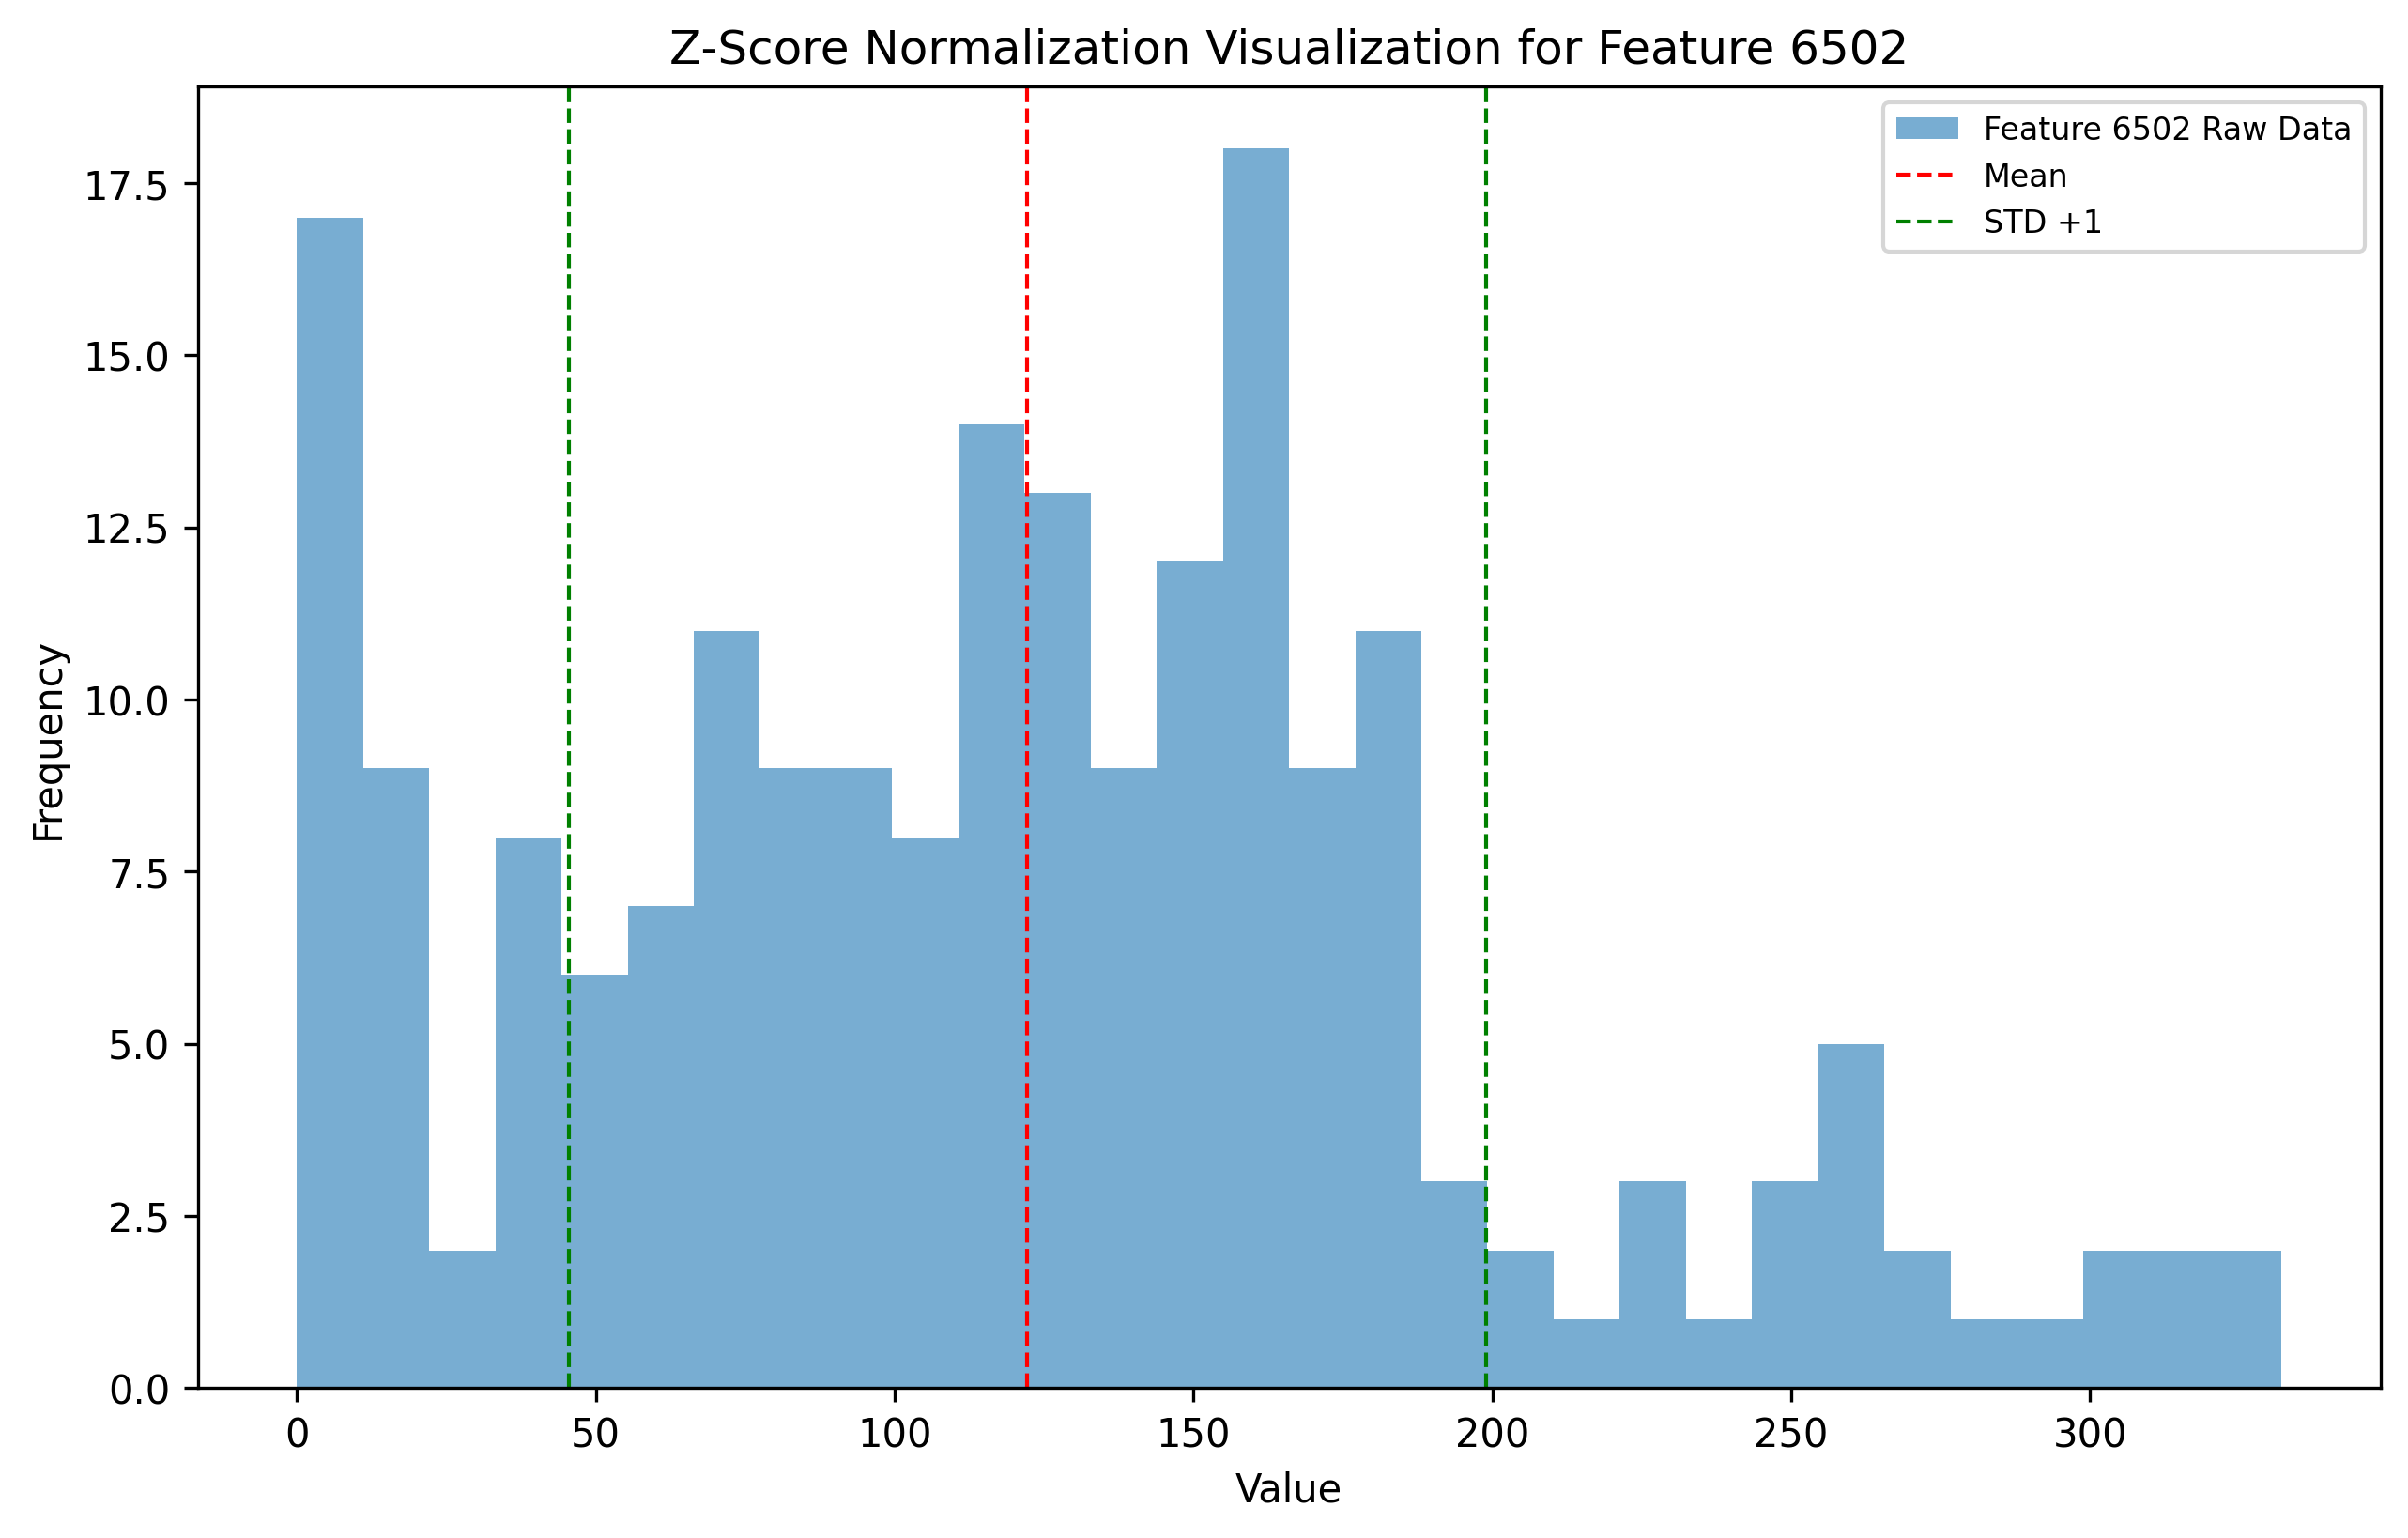 Z-Score Normalization Visualization for Feature 6502
Feature 6502 Raw Data
Mean
STD +1
Frequency
17.5
15.0
12.5
10.0
7.5
5.0
2.5
0.0
0 50 100 150 200 250 300
Value